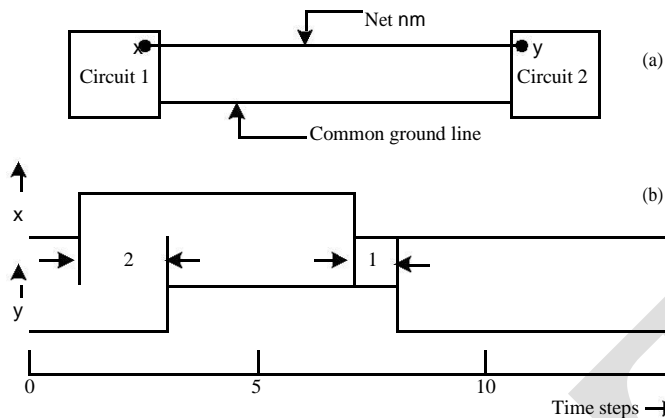 Net nm
x
y
Circuit 1
Circuit 2
(a)
Common ground line
(b)
x
2
1
y
0
5
10
Time steps